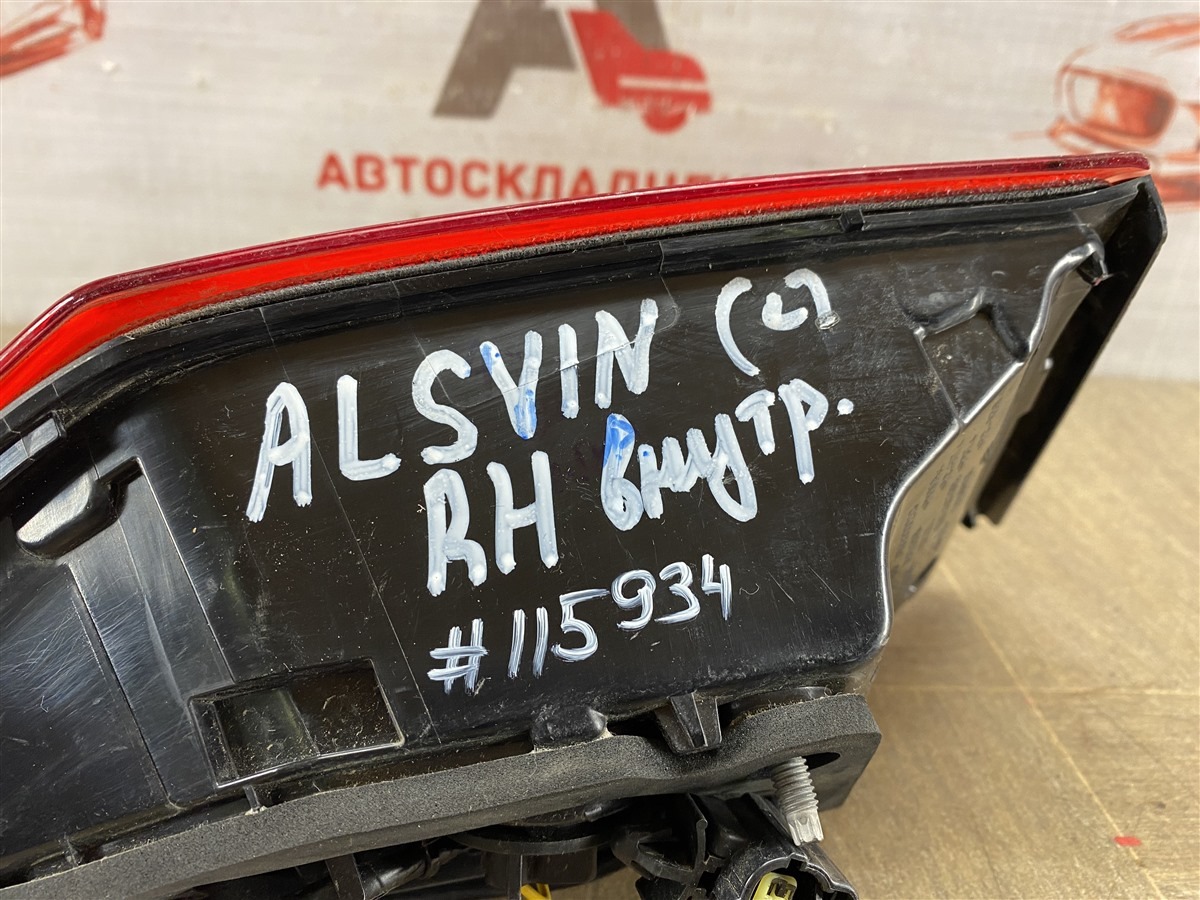 АВТОСКЛАД
ALSVIN (L)
RH внутр.
#115934